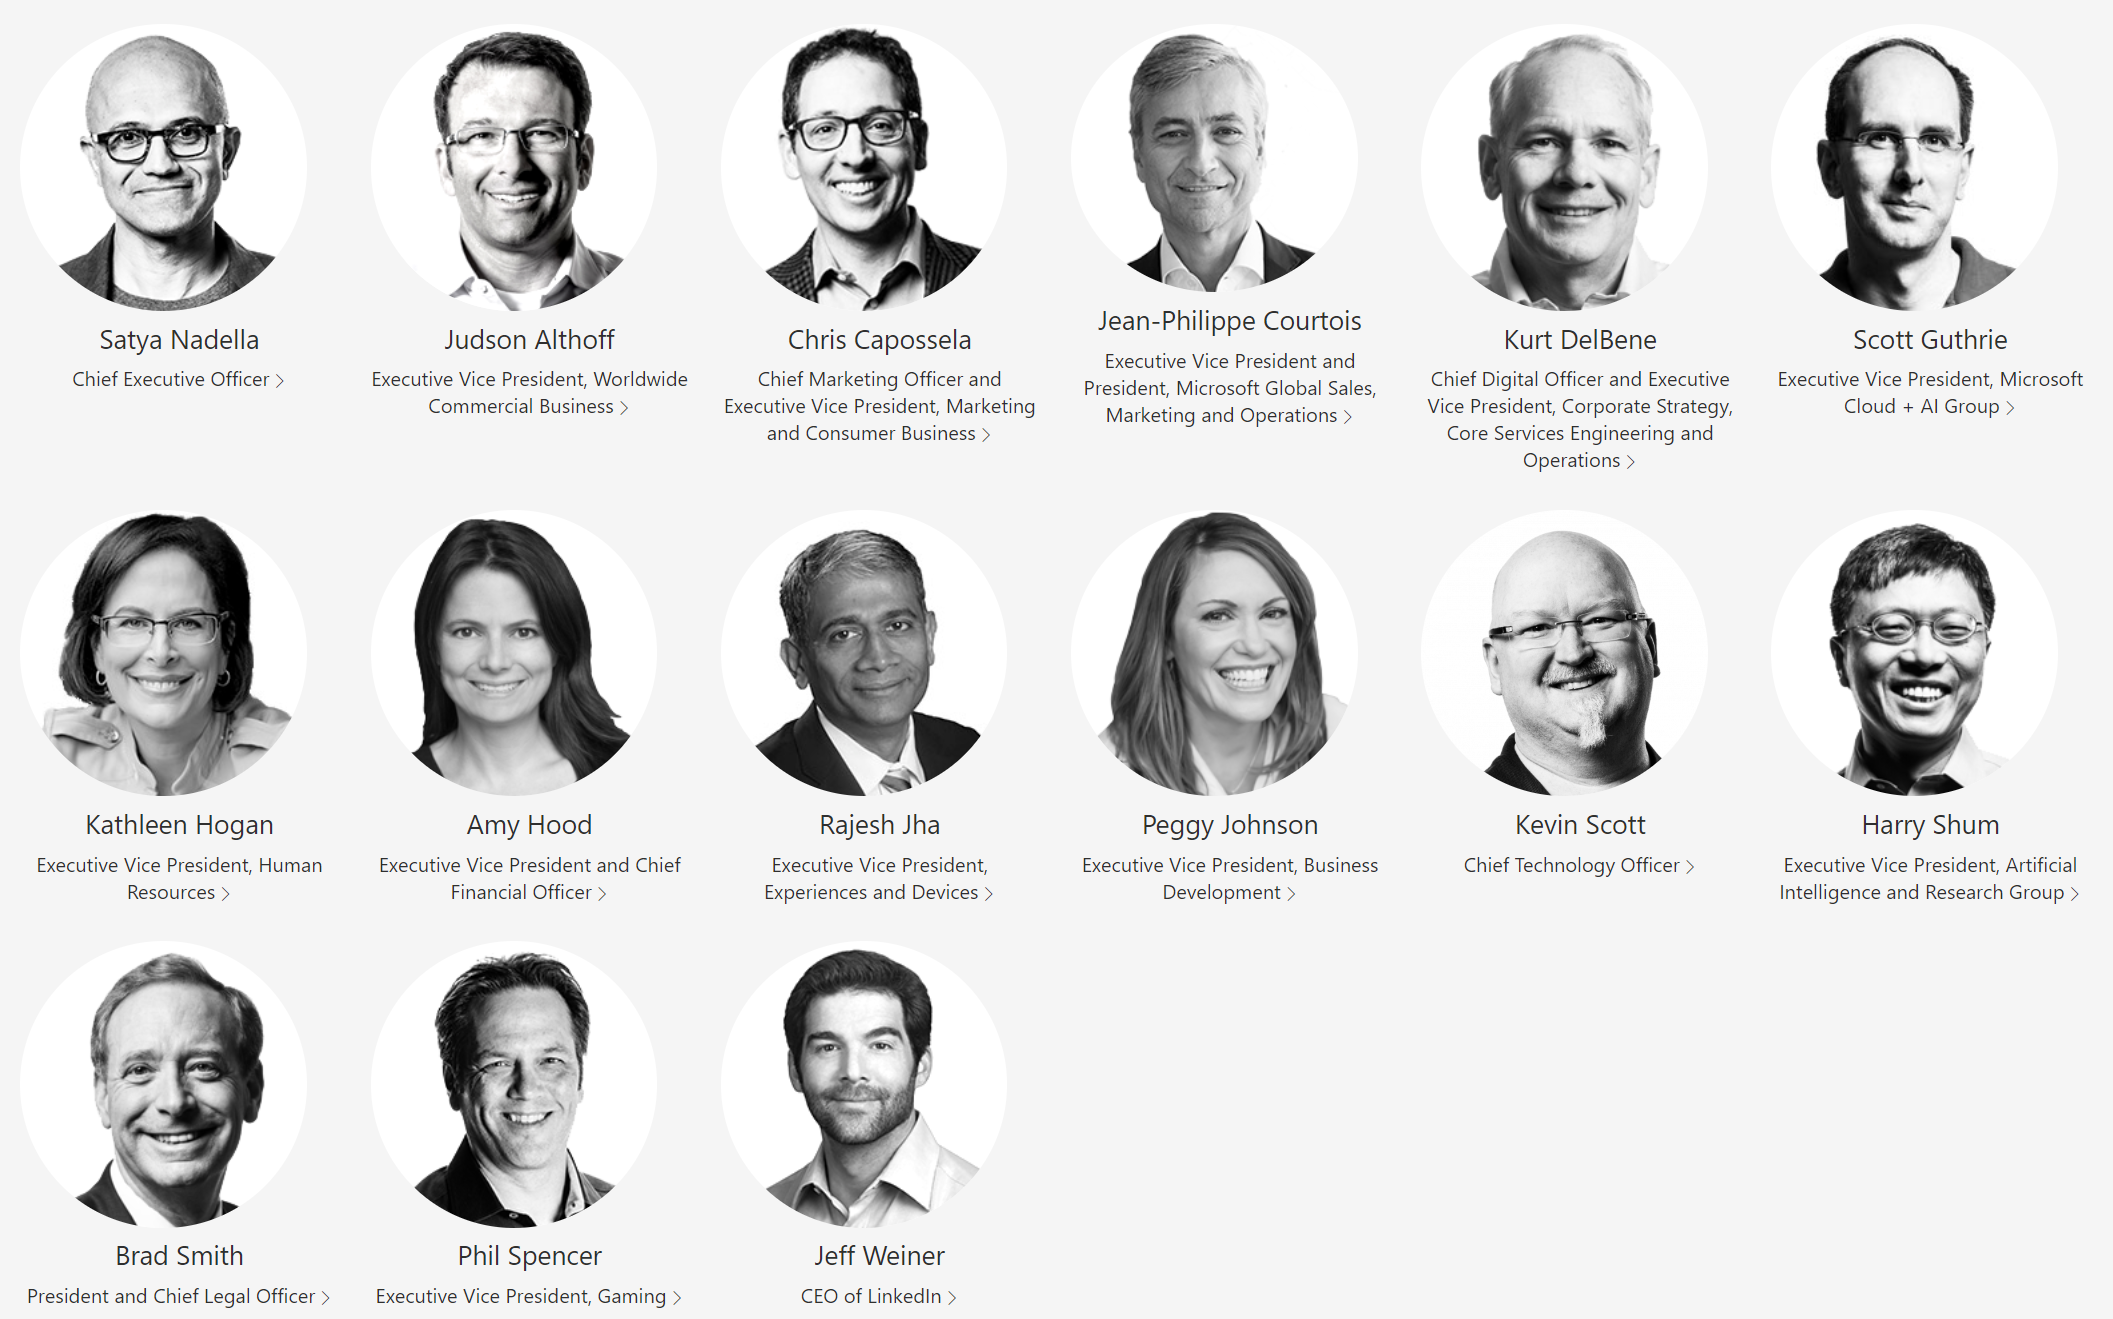 Satya Nadella
Chief Executive Officer >
Judson Althoff
Executive Vice President, Worldwide
Commercial Business >
Chris Capossela
Chief Marketing Officer and
Executive Vice President, Marketing
and Consumer Business >
Jean-Philippe Courtois
Executive Vice President and
President, Microsoft Global Sales,
Marketing and Operations >
Kurt DelBene
Chief Digital Officer and Executive
Vice President, Corporate Strategy,
Core Services Engineering and
Operations >
Scott Guthrie
Executive Vice President, Microsoft
Cloud + AI Group >
Kathleen Hogan
Executive Vice President, Human
Resources >
Amy Hood
Executive Vice President and Chief
Financial Officer >
Rajesh Jha
Executive Vice President,
Experiences and Devices >
Peggy Johnson
Executive Vice President, Business
Development >
Kevin Scott
Chief Technology Officer >
Harry Shum
Executive Vice President, Artificial
Intelligence and Research Group >
Brad Smith
President and Chief Legal Officer >
Phil Spencer
Executive Vice President, Gaming >
Jeff Weiner
CEO of LinkedIn >